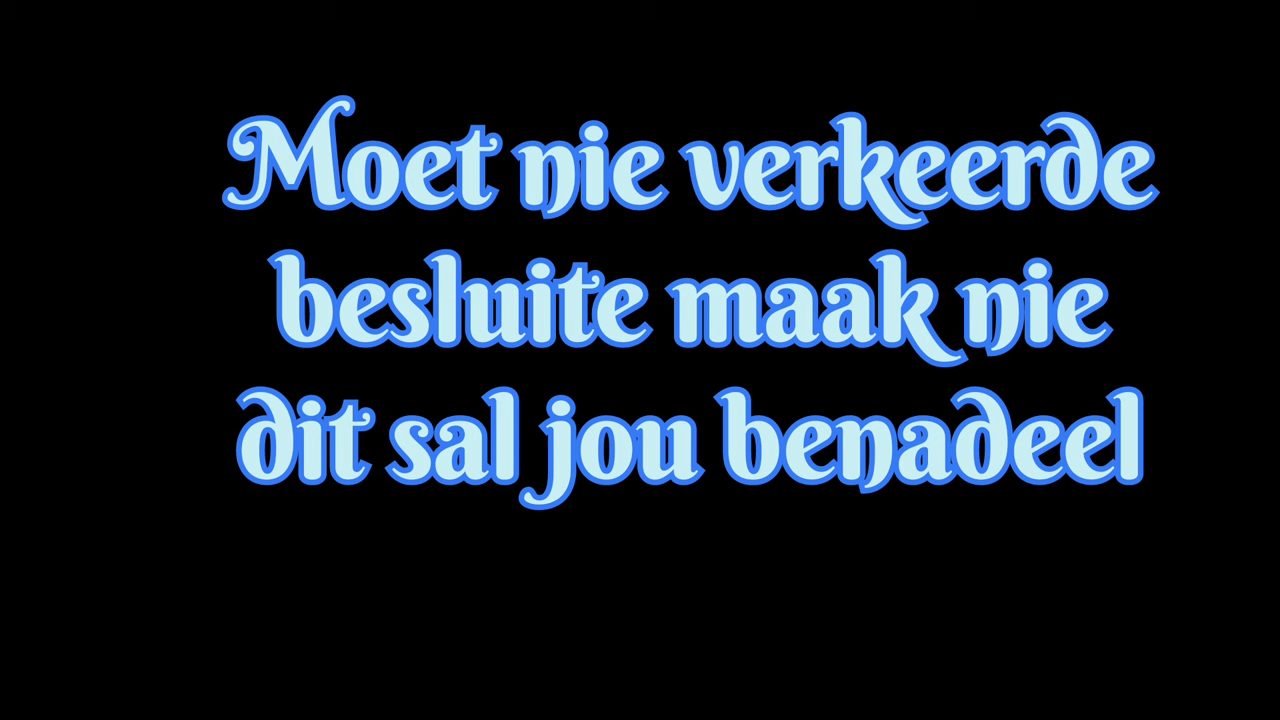 Moet nie verkeerde
besluite maak nie
dit sal jou benadeel